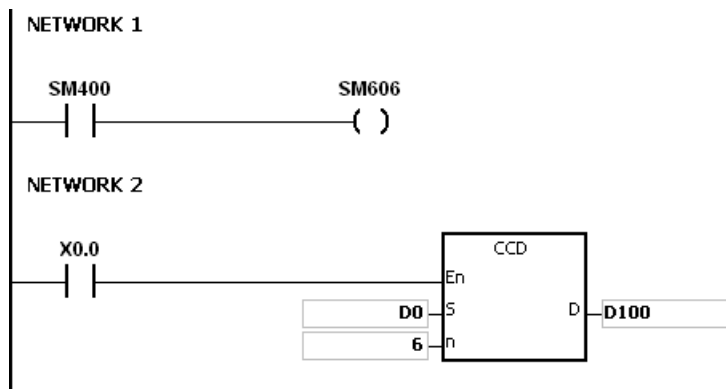 NETWORK 1
SM400 SM606
NETWORK 2
X0.0
CCD
En
D0 S D D100
6 n